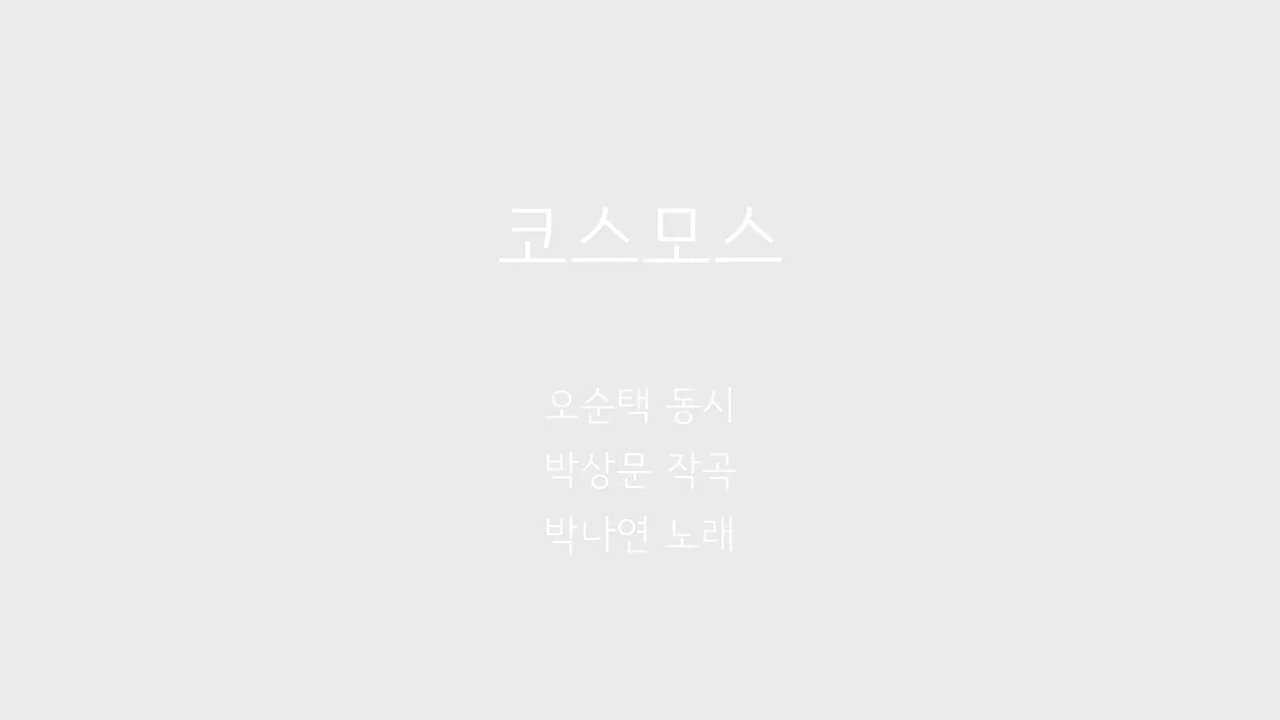 코스모스
오순택 동시
박상문 작곡
박나연 노래